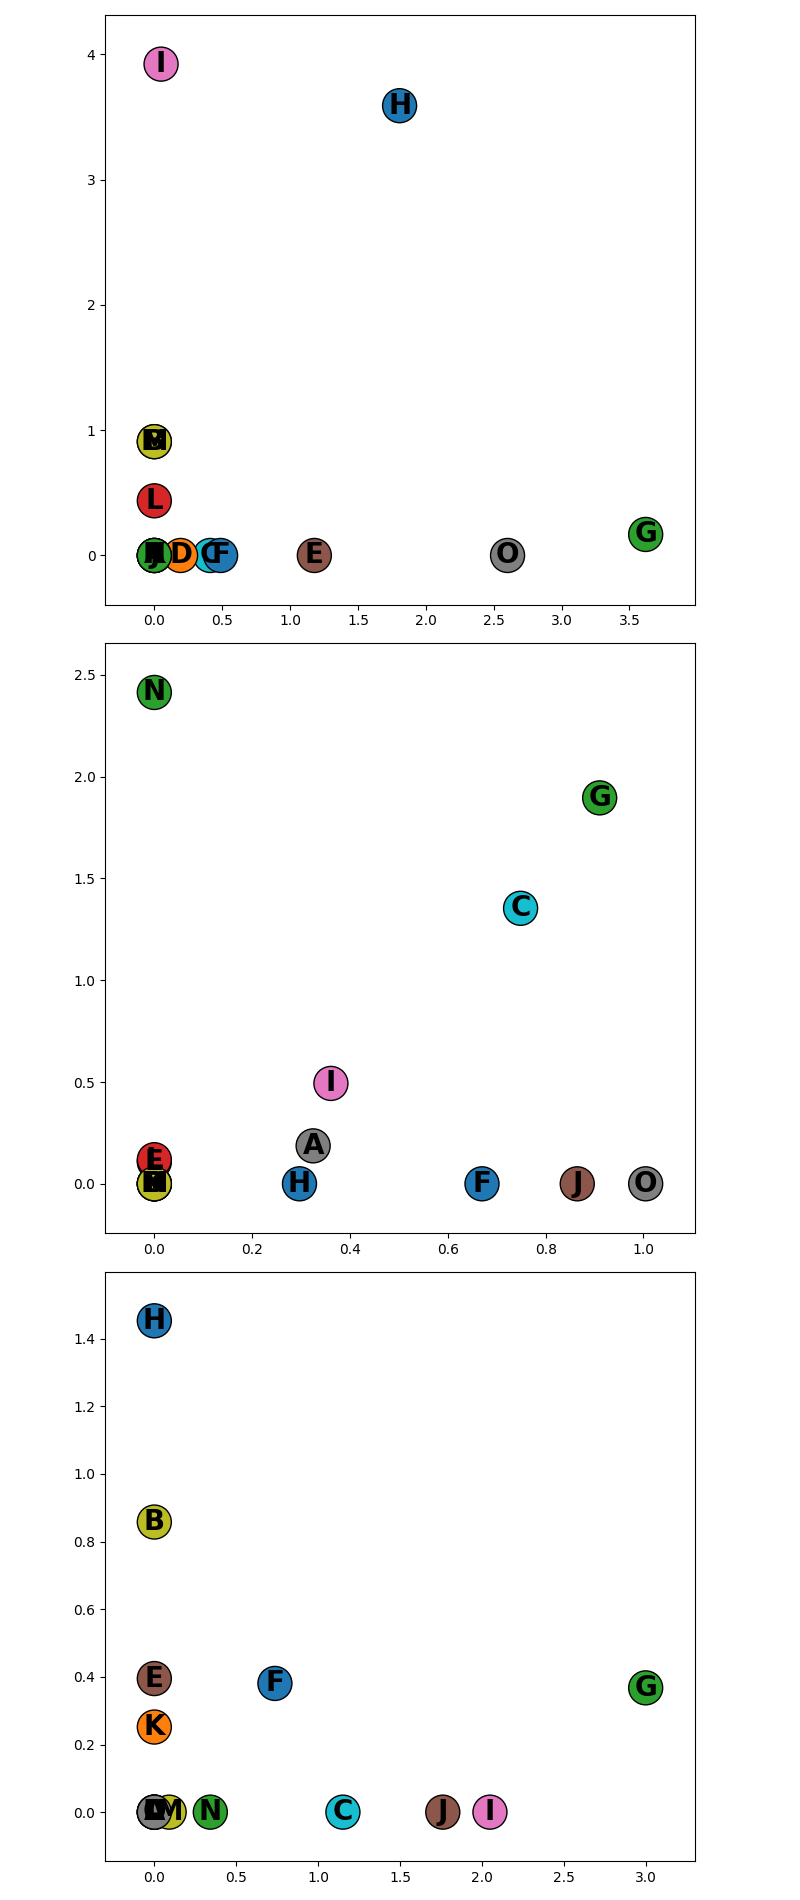 4
I
H
3
2
1
L
G
0
J D C F E O
0.0 0.5 1.0 1.5 2.0 2.5 3.0 3.5
2.5
N
2.0
G
1.5
C
1.0
0.5
I
A
E
0.0
H F J O
0.0 0.2 0.4 0.6 0.8 1.0
H
1.4
1.2
1.0
B
0.8
0.6
0.4
E F G
K
0.2
0.0
M N C J I
0.0 0.5 1.0 1.5 2.0 2.5 3.0